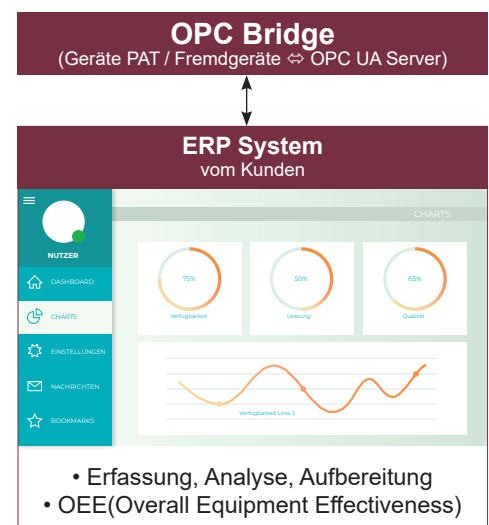 OPC Bridge
(Geräte PAT / Fremdgeräte ⇔ OPC UA Server)
ERP System
vom Kunden
CHARTS
NUTZER
DASHBOARD
CHARTS
EINSTELLUNGEN
NACHRICHTEN
BOOKMARKS
75%
Verfügbarkeit
50%
Leistung
65%
Qualität
Verfügbarkeit Linie 2
• Erfassung, Analyse, Aufbereitung
• OEE(Overall Equipment Effectiveness)